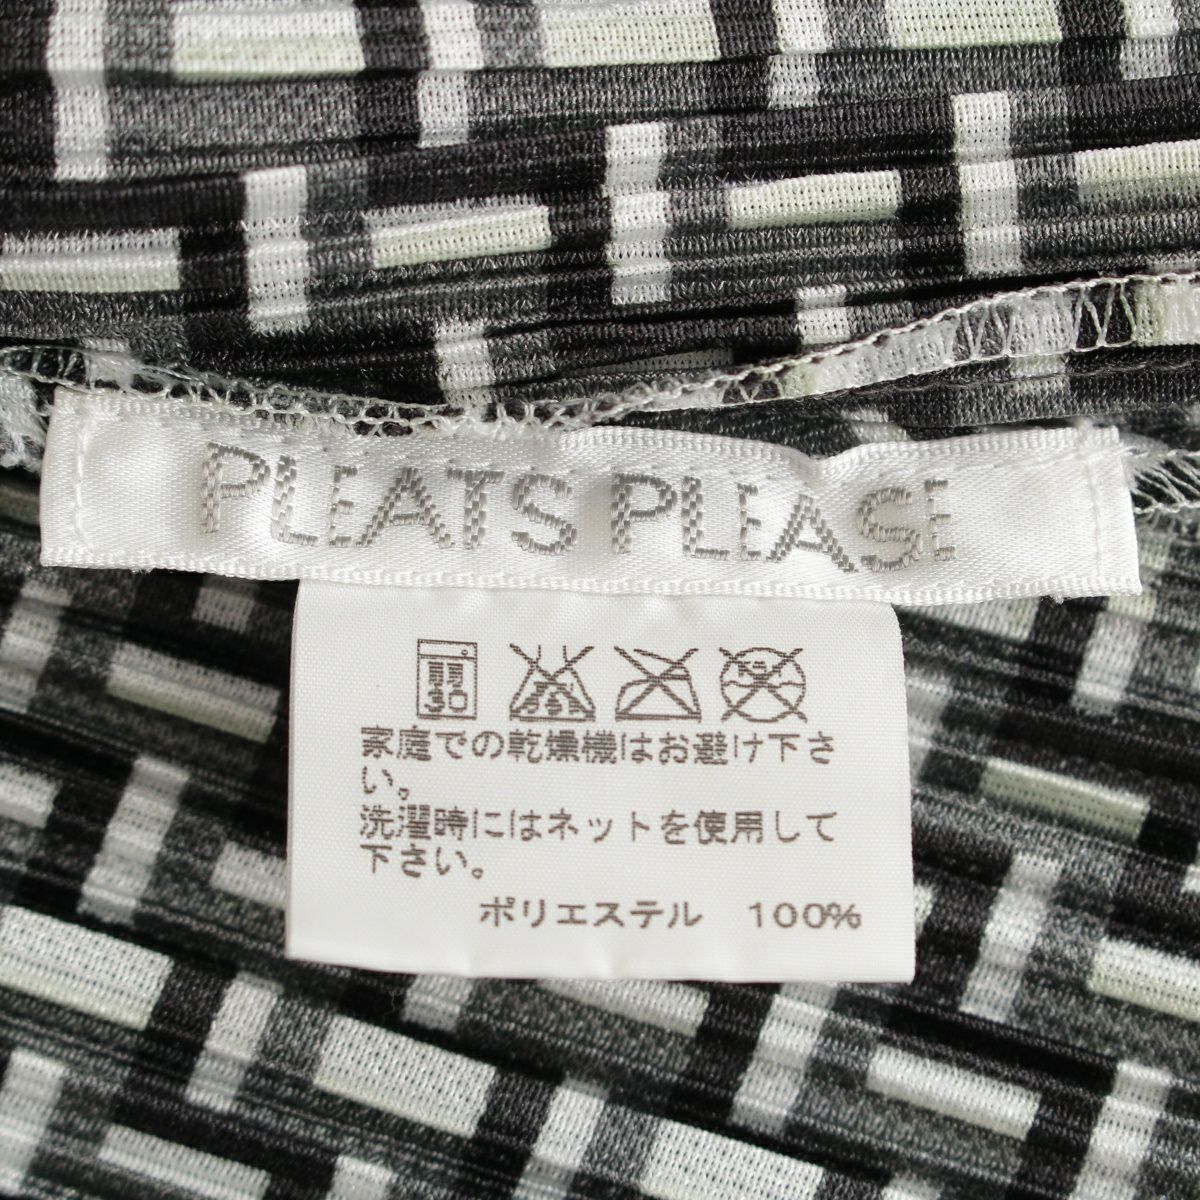 PLEATS PLEASE
弱
30
家庭での乾燥機はお避け下さ
い。
洗濯時にはネットを使用して
下さい。
ポリエステル 100%